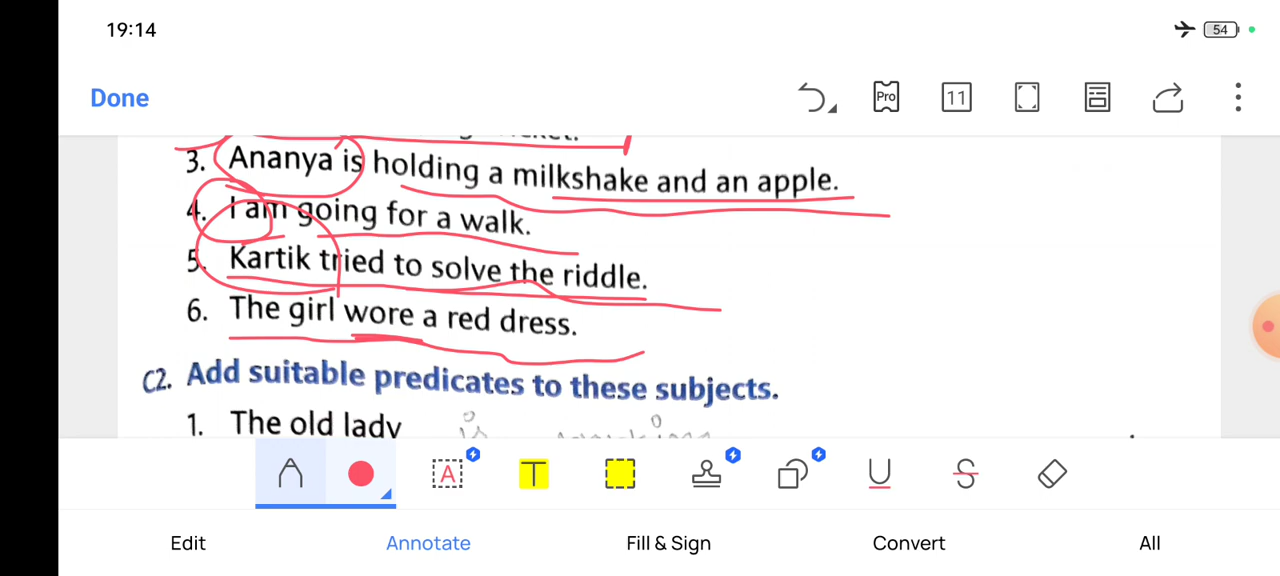 19:14
54
Done
Pro
11
3. Ananya is holding a milkshake and an apple.
4. I am going for a walk.
5. Kartik tried to solve the riddle.
6. The girl wore a red dress.
C2. Add suitable predicates to these subjects.
1. The old lady is
A
T
U
S
Edit
Annotate
Fill & Sign
Convert
All